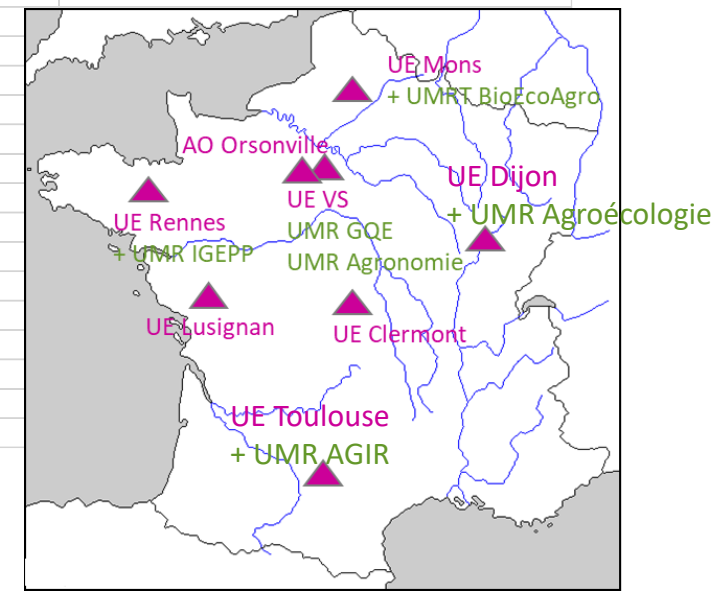 UE Mons
+ UMRT BioEcoAgro
AO Orsonville
UE VS
UMR GQE
UMR Agronomie
UE Dijon
+ UMR Agroécologie
UE Rennes
+ UMR IGEPP
UE Lusignan
UE Clermont
UE Toulouse
+ UMR AGIR